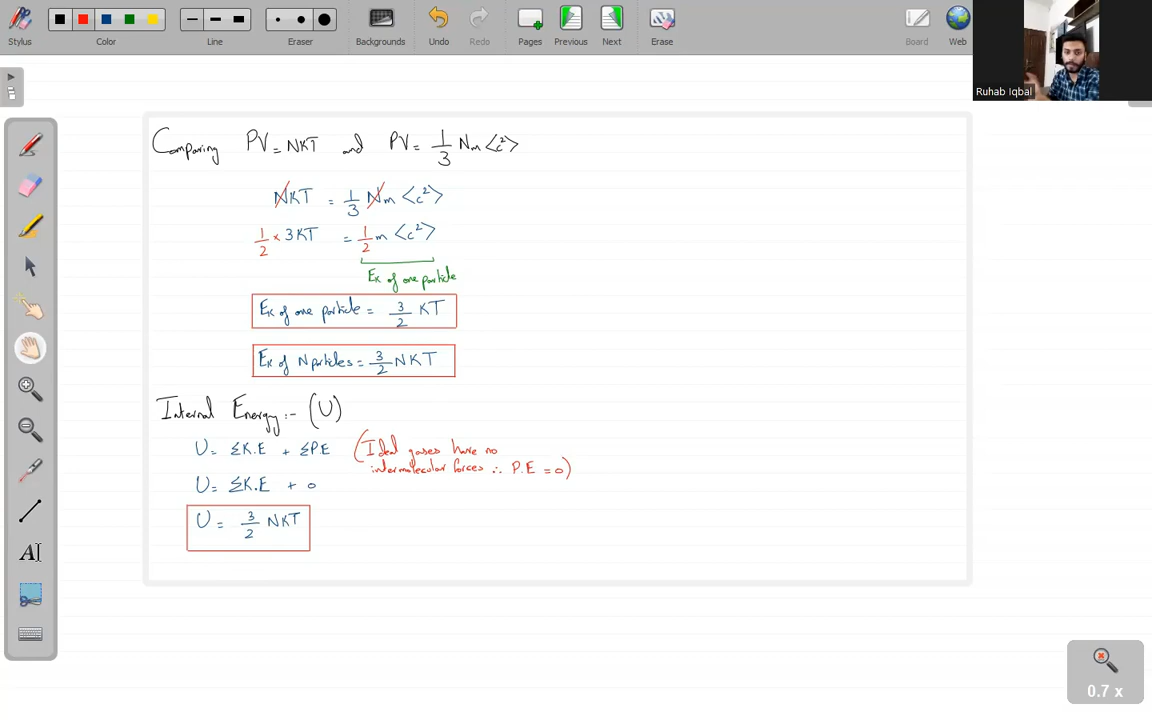 Stylus
Color
Line
Eraser
Backgrounds
Undo
Redo
Pages
Previous
Next
Erase
Board
Web
Ruhab Iqbal
Comparing PV = NKT and PV = 1/3 Nm <c²>
NKT = 1/3 Nm <c²>
1/2 × 3KT = 1/2 m <c²>
Ek of one particle
Ek of one particle = 3/2 KT
Ek of N particles = 3/2 NKT
Internal Energy :- (U)
U = ΣK.E + ΣP.E (Ideal gases have no
intermolecular forces ∴ P.E = 0)
U = ΣK.E + 0
U = 3/2 NKT
0.7 x